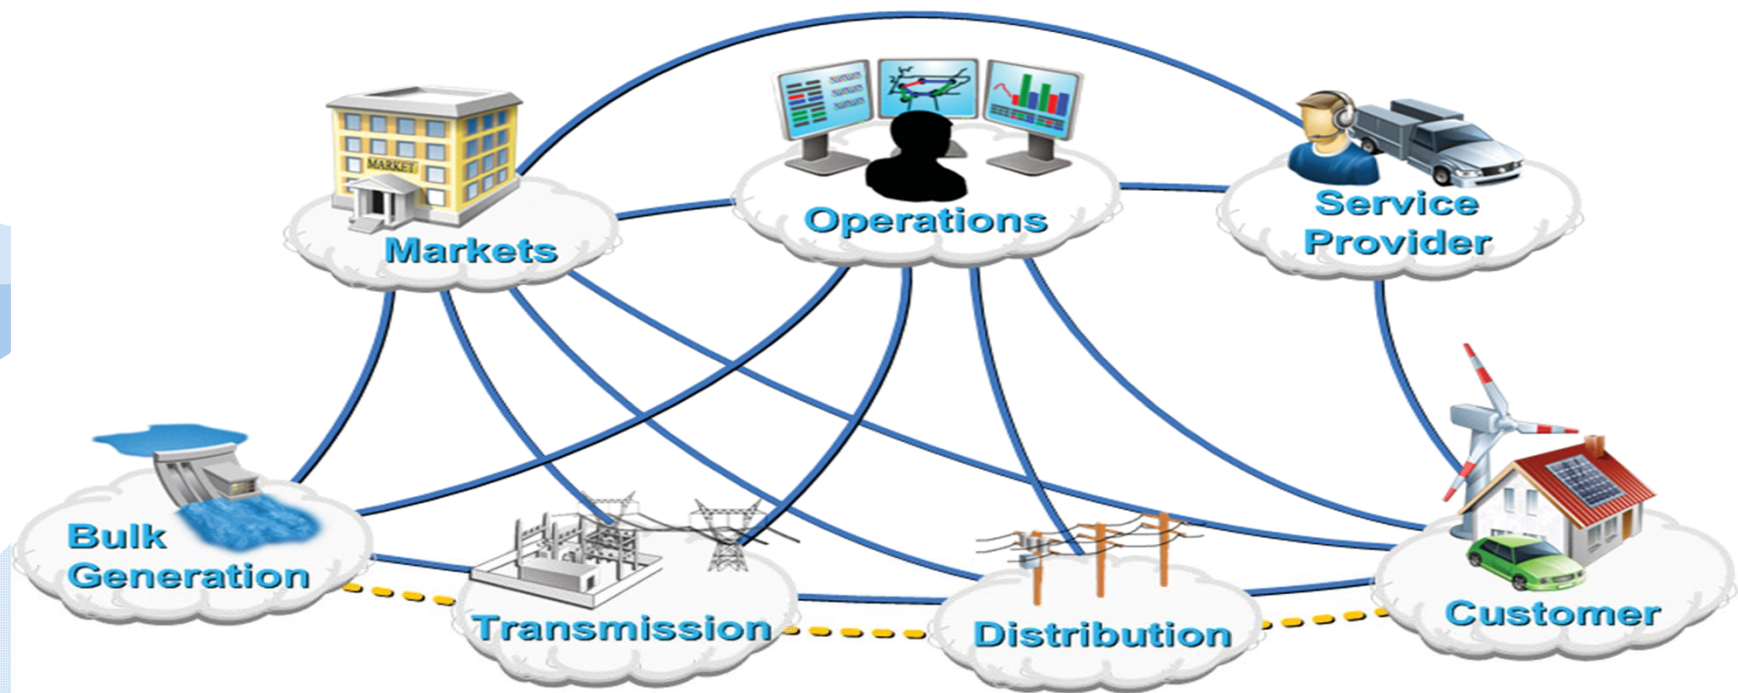 MARKET
Markets
Operations
Service
Provider
Bulk
Generation
Transmission
Distribution
Customer